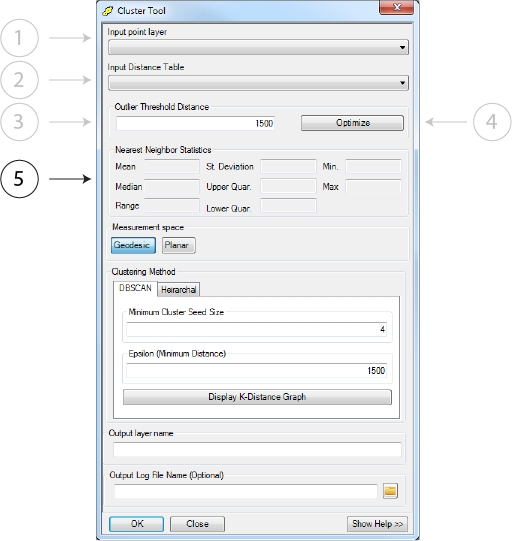 Cluster Tool
1
Input point layer
2
Input Distance Table
3
Outlier Threshold Distance
1500
Optimize
4
Nearest Neighbor Statistics
5
Mean
St. Deviation
Min.
Median
Upper Quar.
Max
Range
Lower Quar.
Measurement space
Geodesic
Planar
Clustering Method
DBSCAN
Heirarchal
Minimum Cluster Seed Size
4
Epsilon (Minimum Distance)
1500
Display K-Distance Graph
Output layer name
Output Log File Name (Optional)
OK
Close
Show Help >>